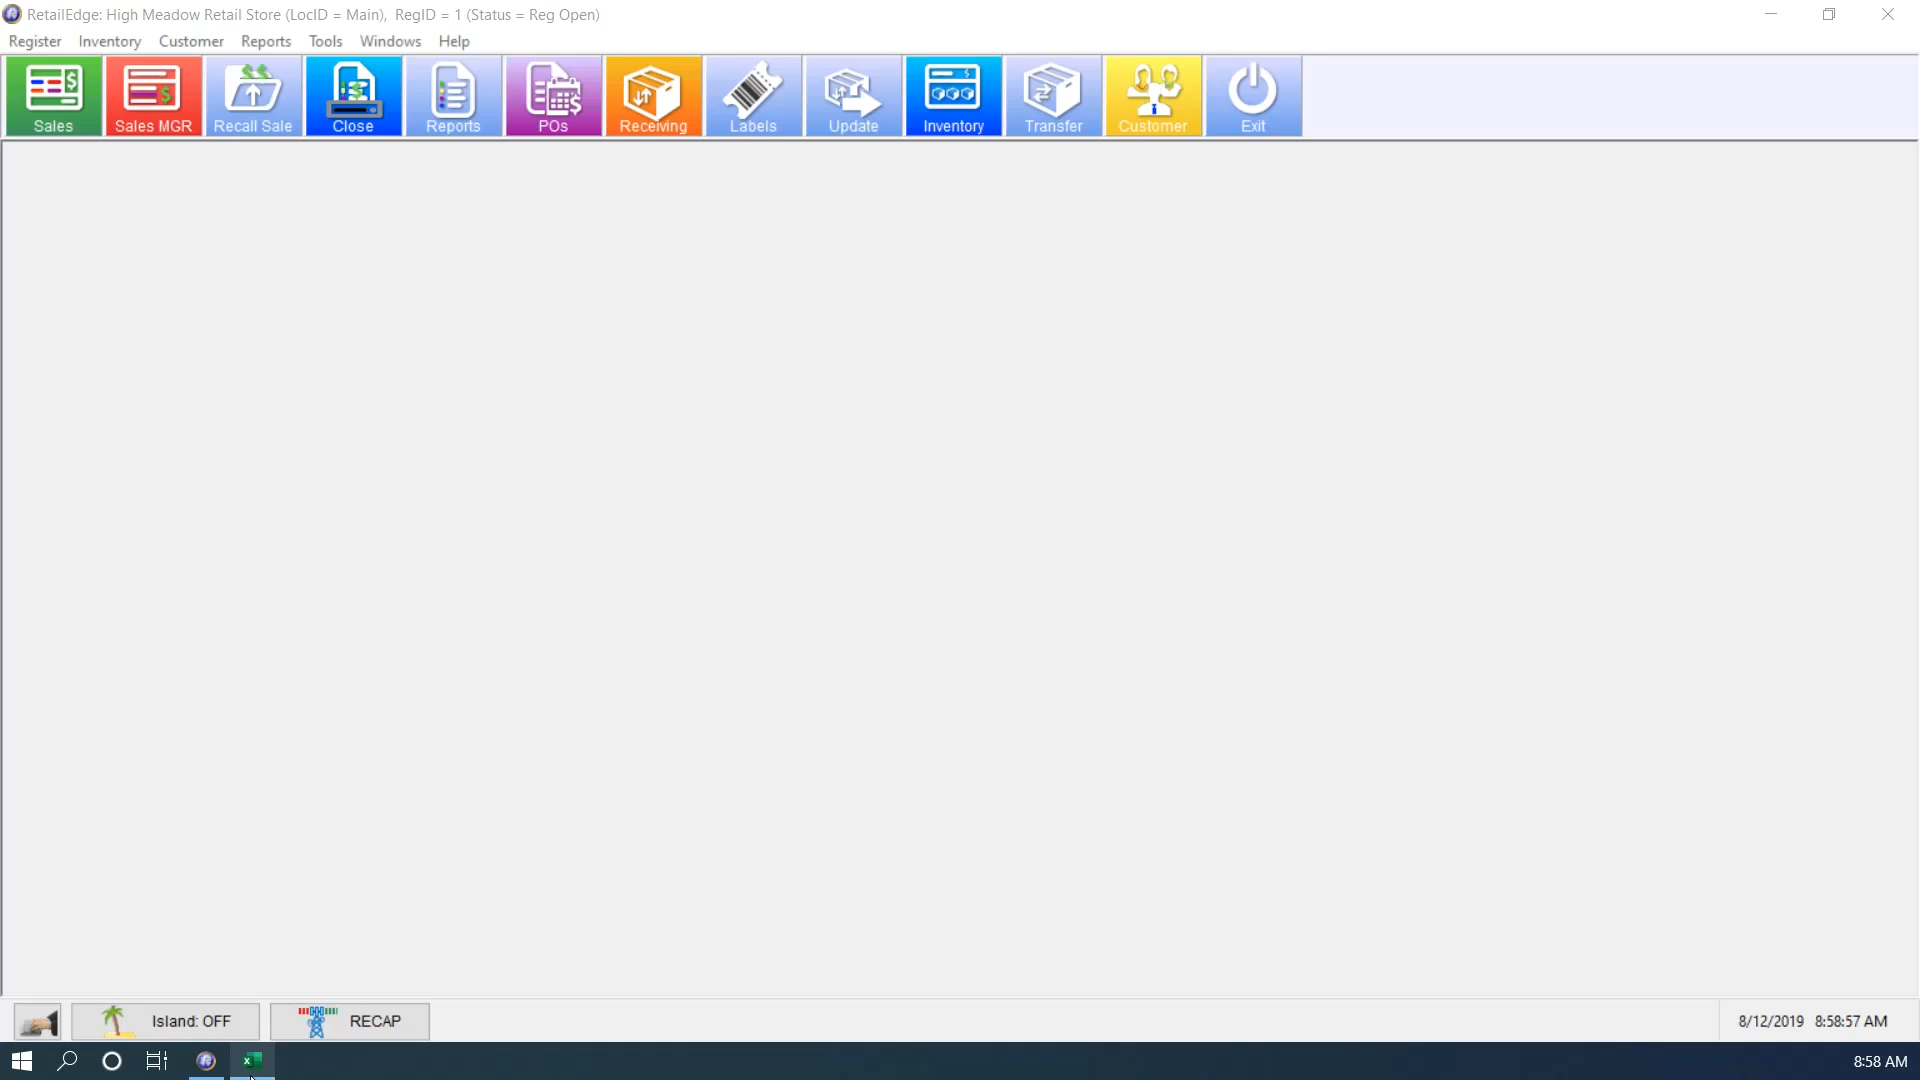 RetailEdge: High Meadow Retail Store (LocID = Main), RegID = 1 (Status = Reg Open)
Register Inventory Customer Reports Tools Windows Help
Sales Sales MGR Recall Sale Close Reports POs Receiving Labels Update Inventory Transfer Customer Exit
Island: OFF RECAP 8/12/2019 8:58:57 AM
8:58 AM